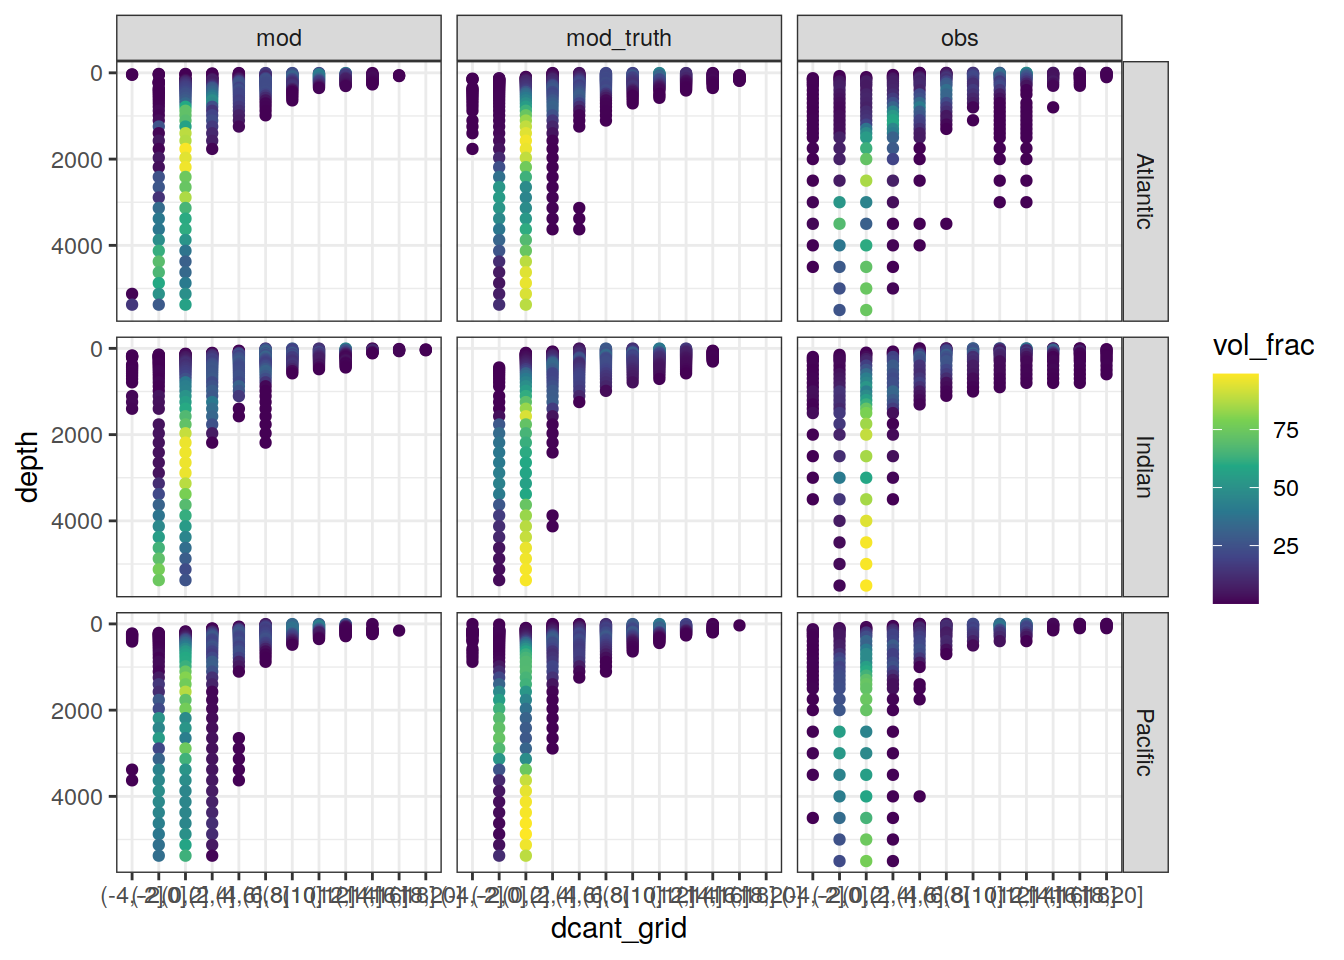 mod
mod_truth
obs
0
2000
4000
Atlantic
0
2000
4000
Indian
0
2000
4000
Pacific
depth
dcant_grid
vol_frac
75
50
25